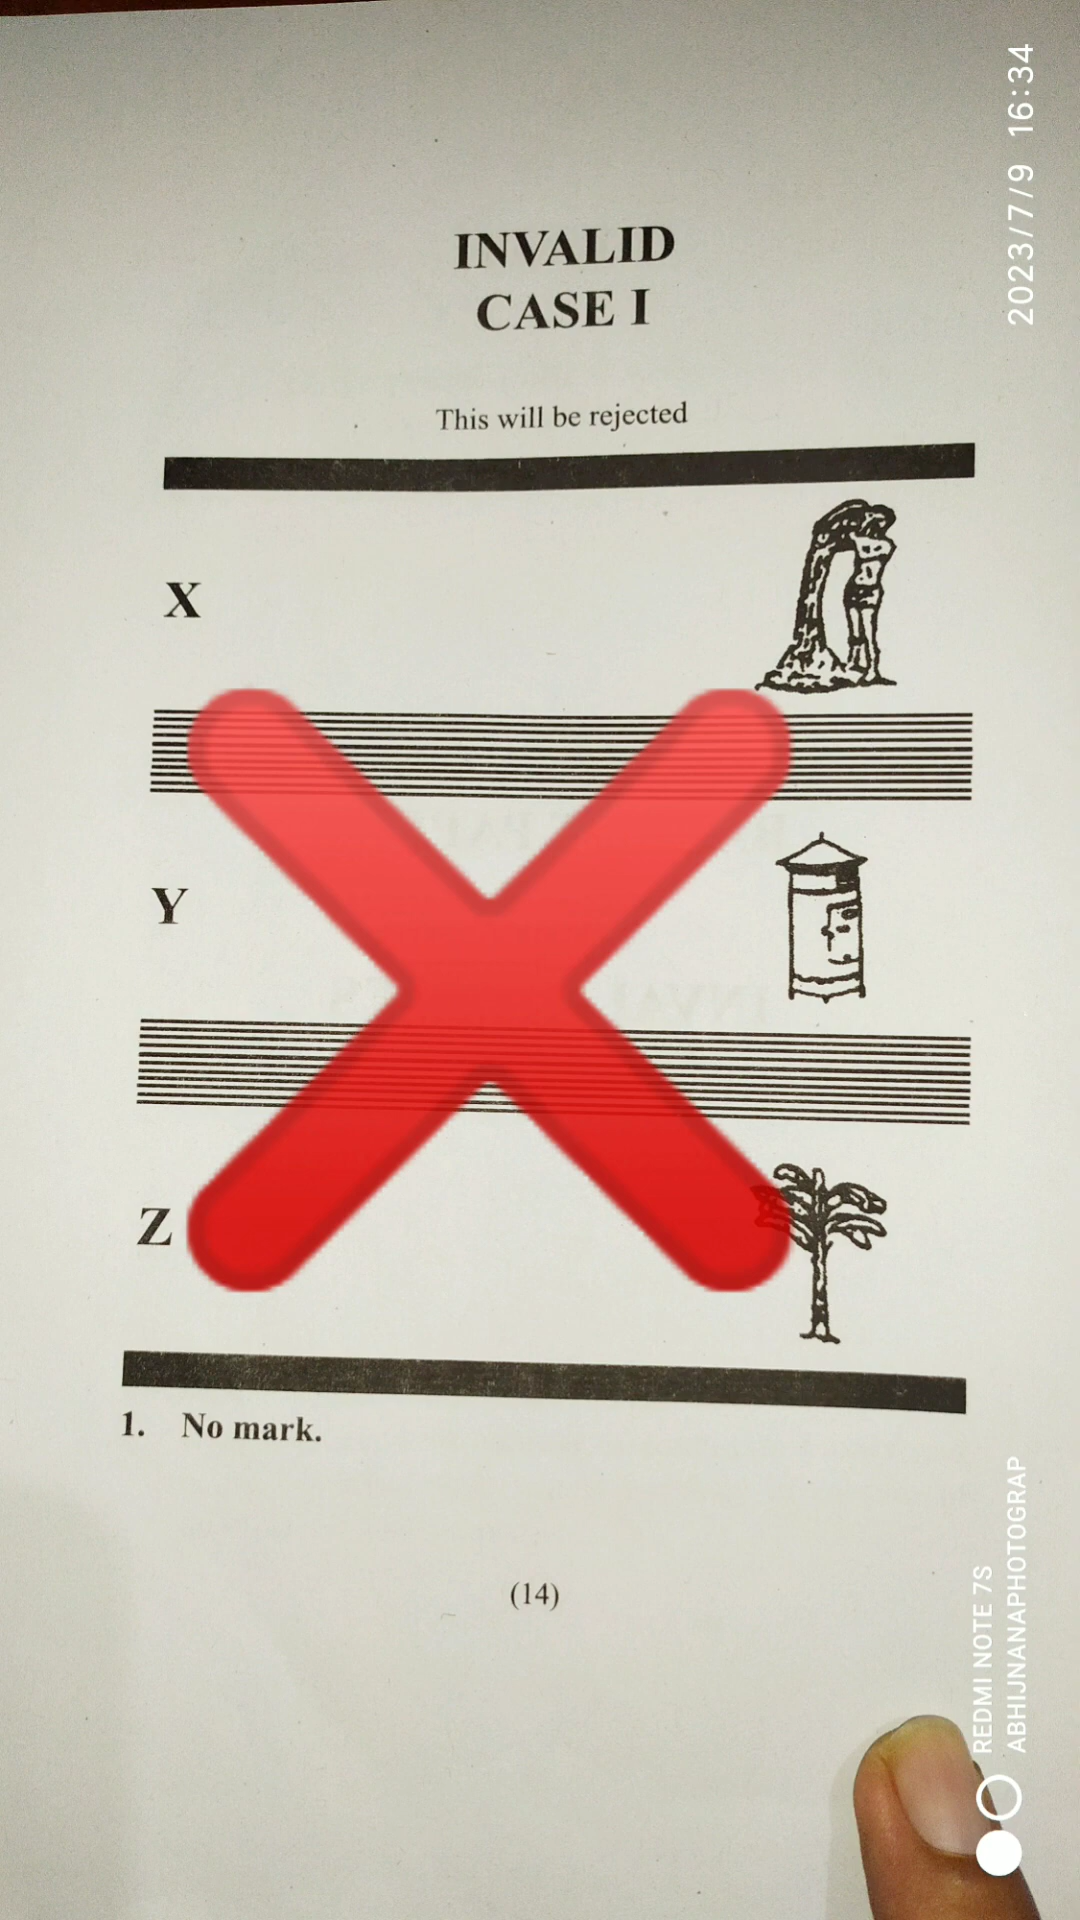 INVALID
CASE I
This will be rejected
X
Y
Z
1. No mark.
(14)
2023/7/9 16:34
REDMI NOTE 7S
ABHIJNANAPHOTOGRAP